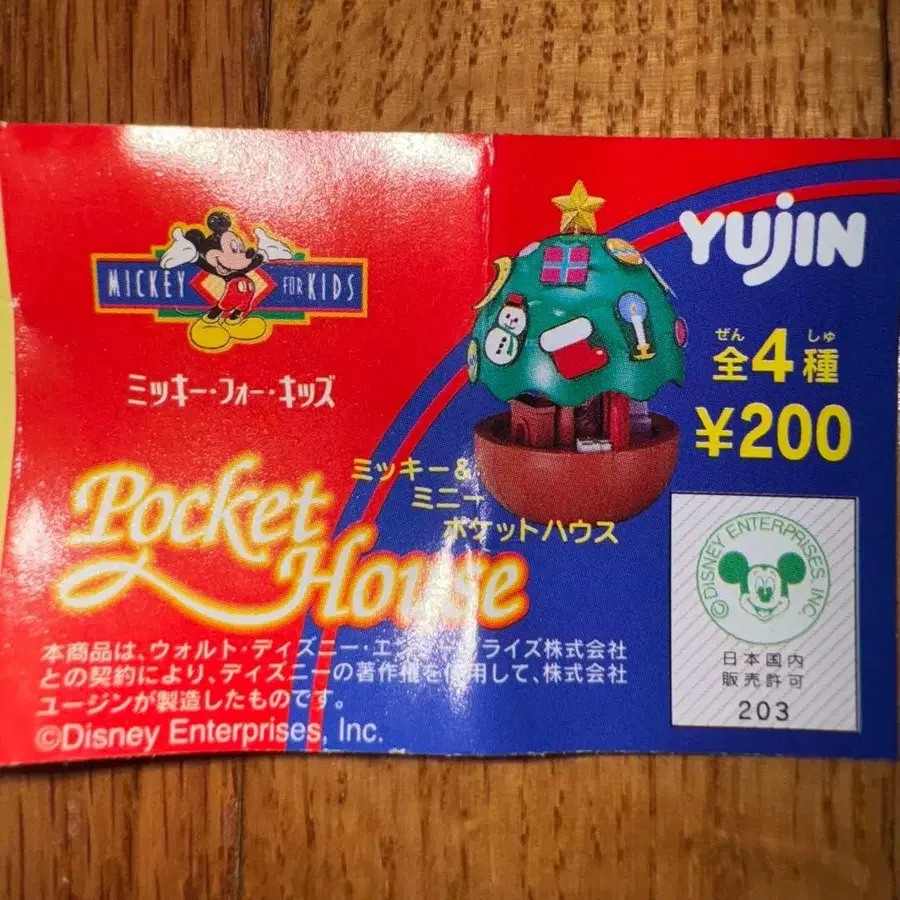 MICKEY FOR KIDS
ミッキー・フォー・キッズ
YUJIN
ぜん しゅ
全4種
¥200
Pocket
House
ミッキー&
ミニー
ポケットハウス
本商品は、ウォルト・ディズニー・エン ライズ株式会社
との契約により、ディズニーの著作権を使用して、株式会社
ユージンが製造したものです。
©Disney Enterprises, Inc.
©DISNEY ENTERPRISES INC
日本国内
販売許可
203